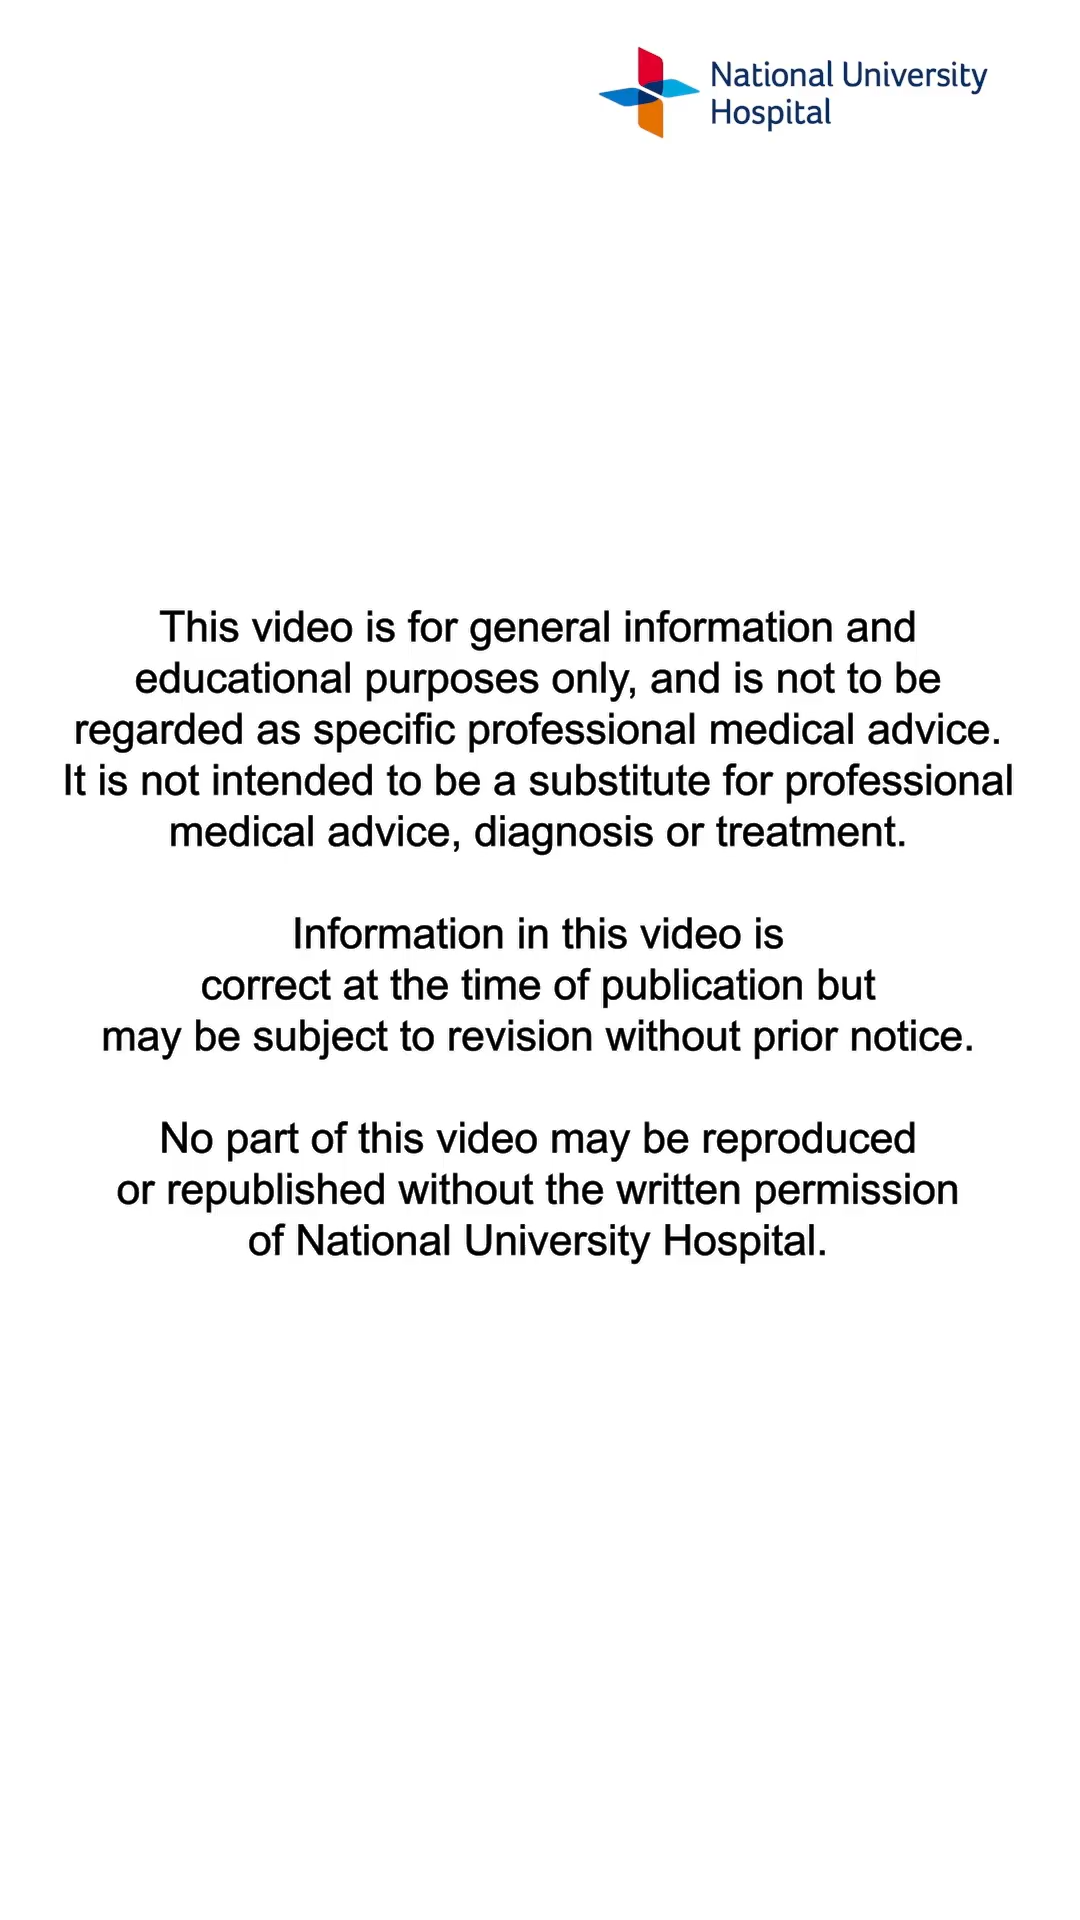 National University
Hospital
This video is for general information and
educational purposes only, and is not to be
regarded as specific professional medical advice.
It is not intended to be a substitute for professional
medical advice, diagnosis or treatment.
Information in this video is
correct at the time of publication but
may be subject to revision without prior notice.
No part of this video may be reproduced
or republished without the written permission
of National University Hospital.